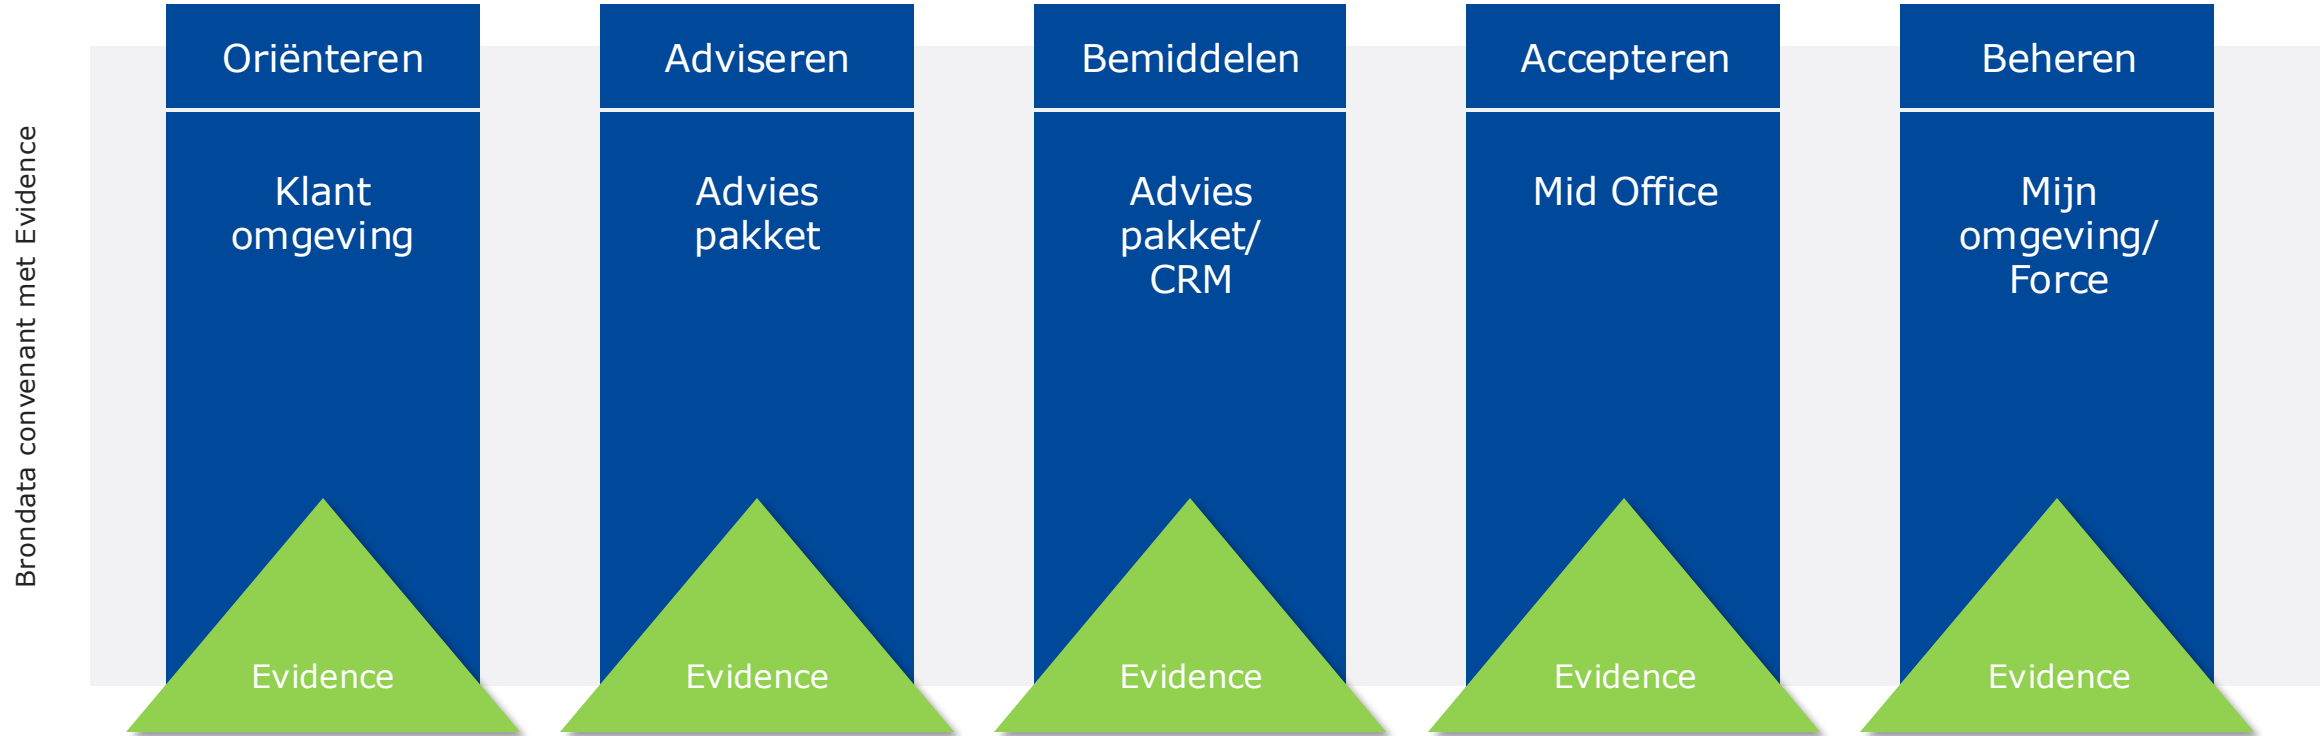 Brondata convenant met Evidence
Oriënteren
Klant
omgeving
Evidence
Adviseren
Advies
pakket
Evidence
Bemiddelen
Advies
pakket/
CRM
Evidence
Accepteren
Mid Office
Evidence
Beheren
Mijn
omgeving/
Force
Evidence